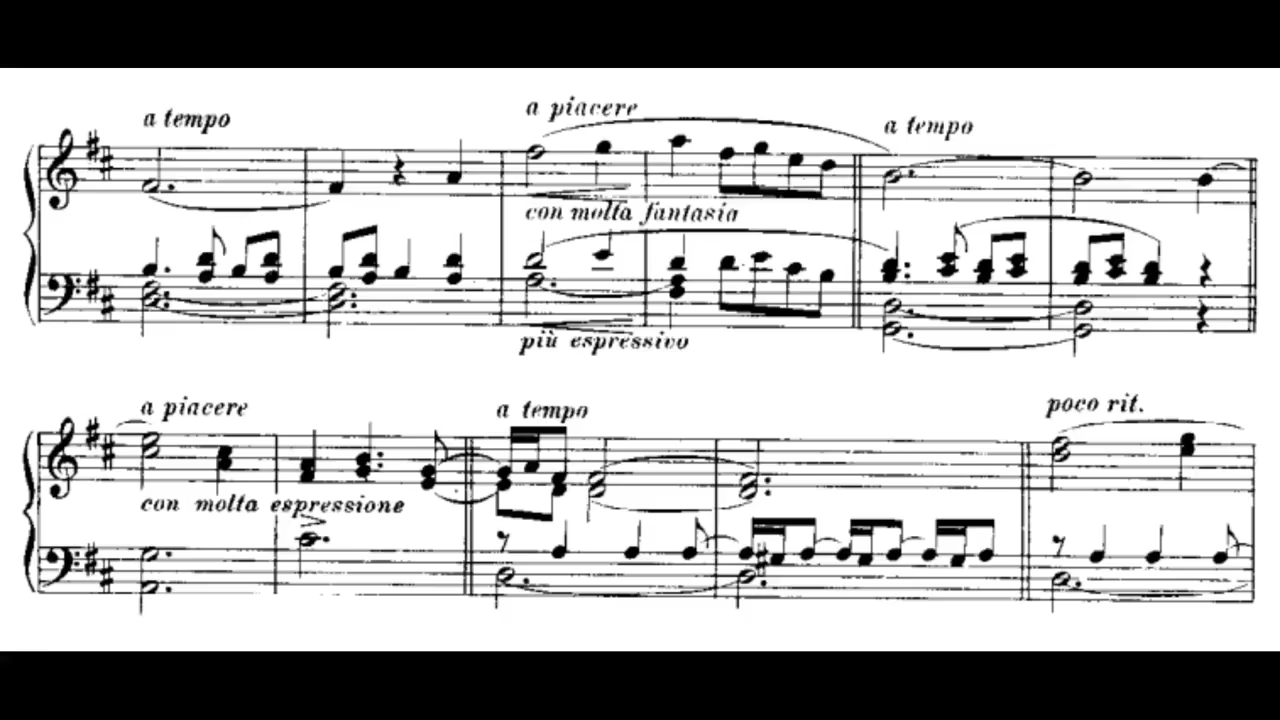 a tempo
a piacere
a tempo
con molta fantasia
più espressivo
a piacere
a tempo
poco rit.
con molta espressione